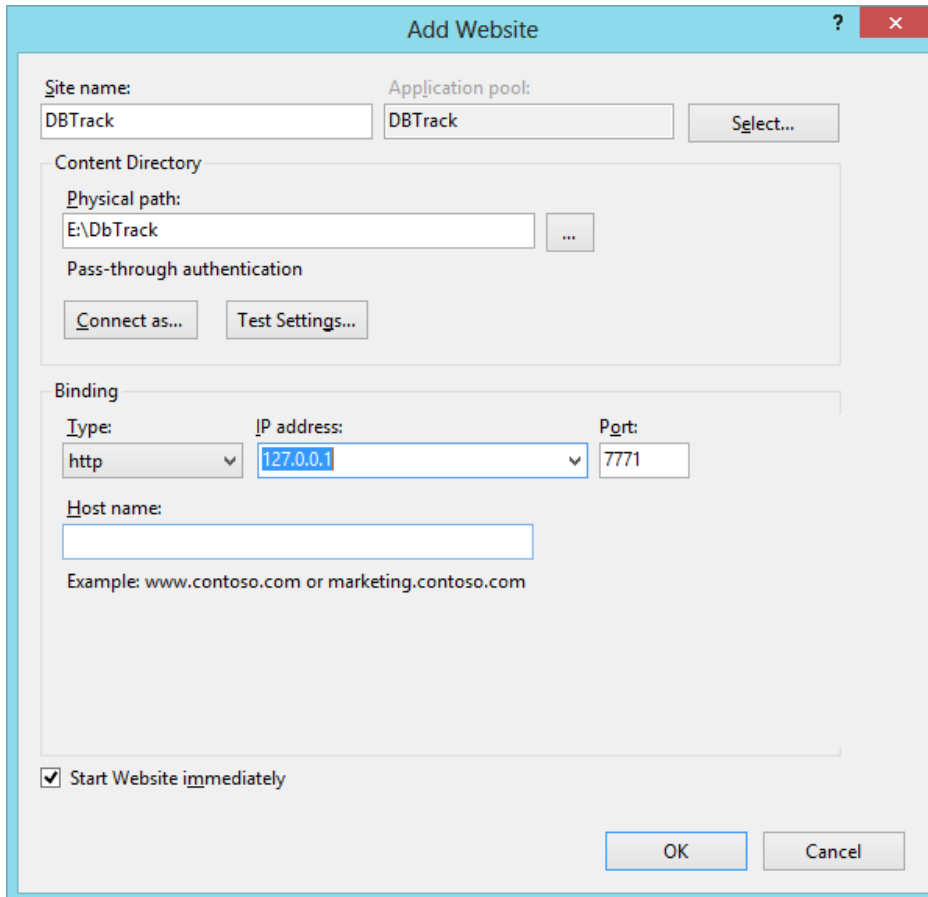 Add Website
?
Site name:
Application pool:
DBTrack
DBTrack
Select...
Content Directory
Physical path:
E:\DbTrack
...
Pass-through authentication
Connect as...
Test Settings...
Binding
Type:
IP address:
Port:
http
127.0.0.1
7771
Host name:
Example: www.contoso.com or marketing.contoso.com
Start Website immediately
OK
Cancel